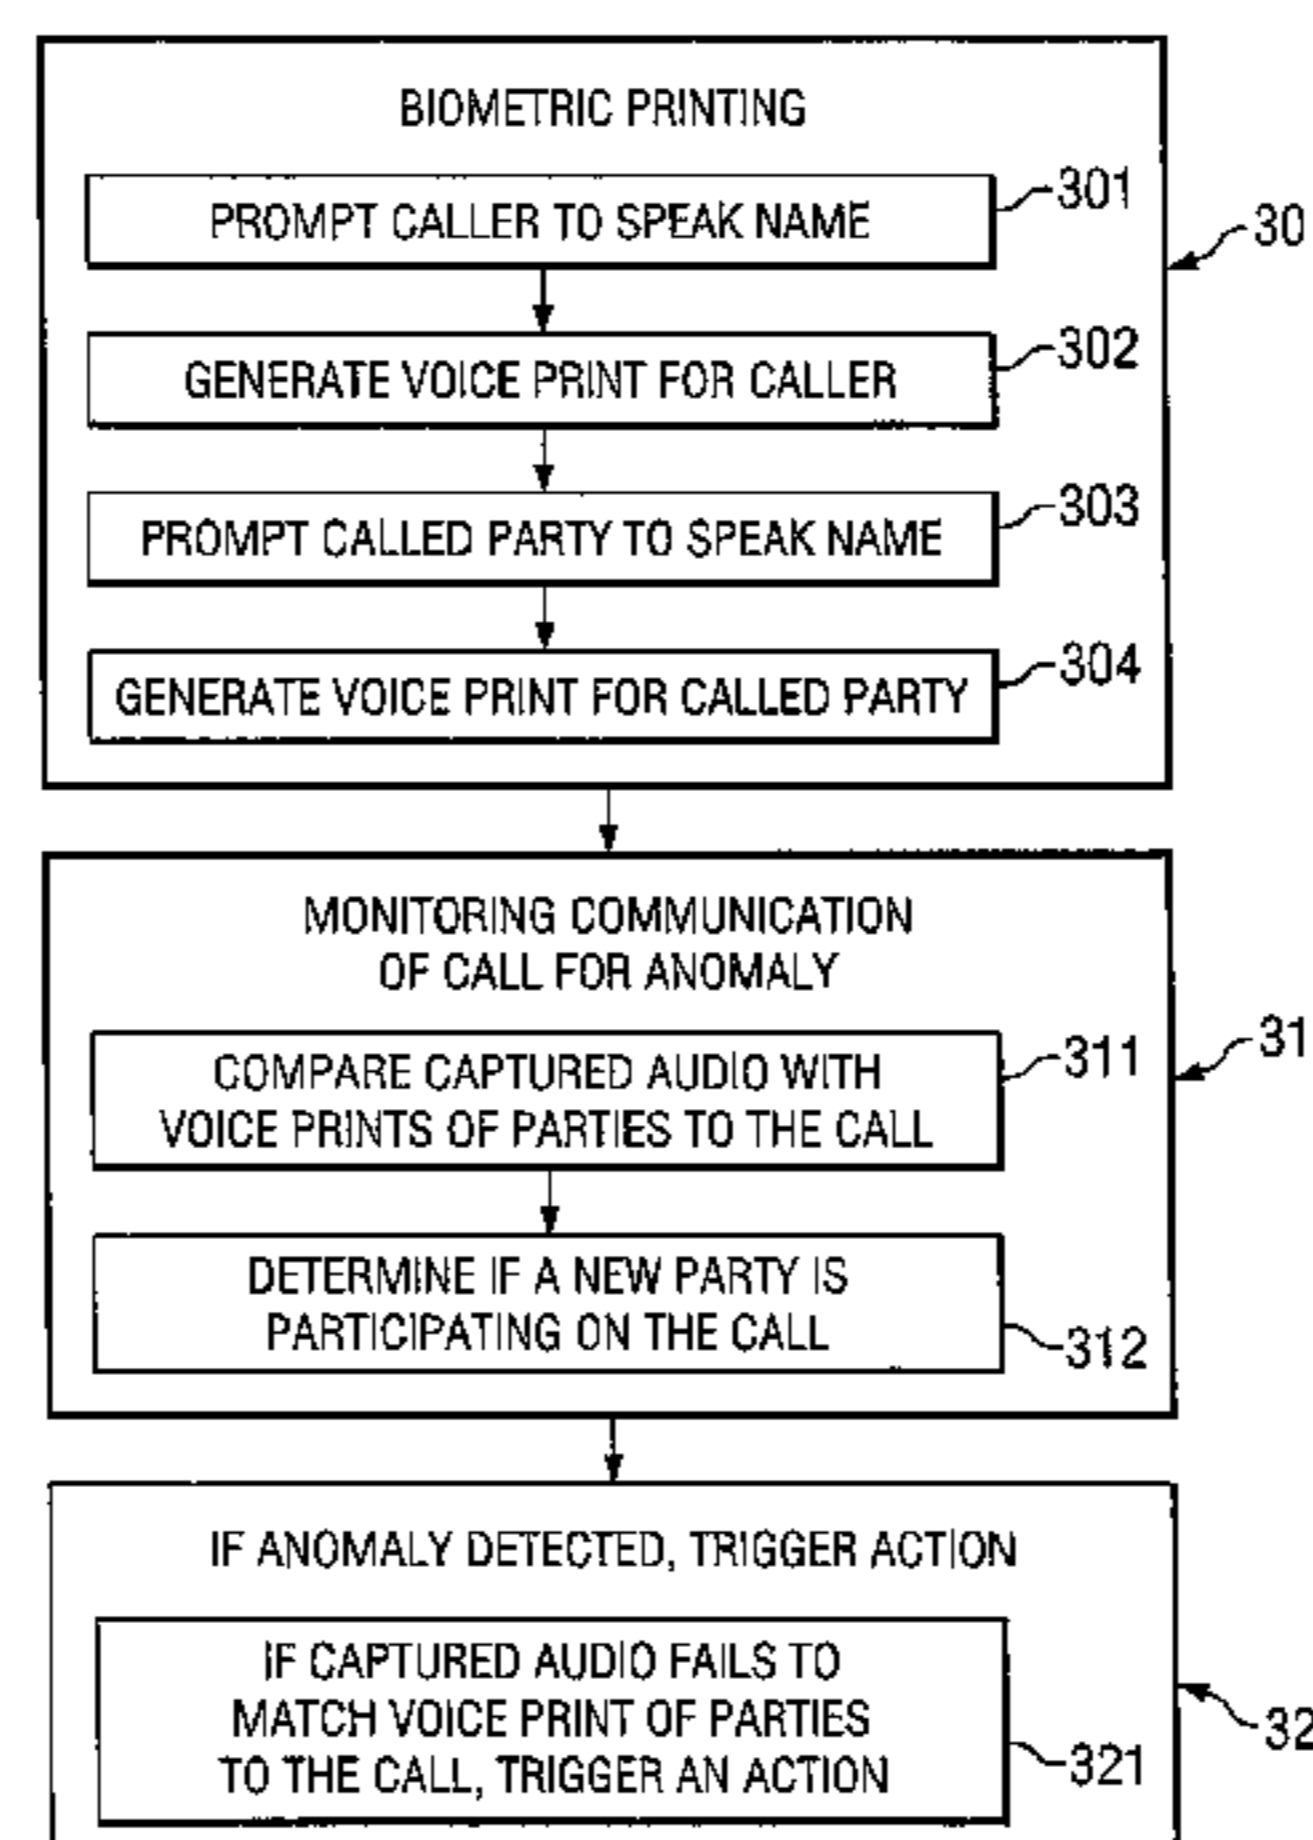 BIOMETRIC PRINTING
PROMPT CALLER TO SPEAK NAME
301
30
GENERATE VOICE PRINT FOR CALLER
302
PROMPT CALLED PARTY TO SPEAK NAME
303
GENERATE VOICE PRINT FOR CALLED PARTY
304
MONITORING COMMUNICATION
OF CALL FOR ANOMALY
COMPARE CAPTURED AUDIO WITH
VOICE PRINTS OF PARTIES TO THE CALL
311
31
DETERMINE IF A NEW PARTY IS
PARTICIPATING ON THE CALL
312
IF ANOMALY DETECTED, TRIGGER ACTION
IF CAPTURED AUDIO FAILS TO
MATCH VOICE PRINT OF PARTIES
TO THE CALL, TRIGGER AN ACTION
321
32